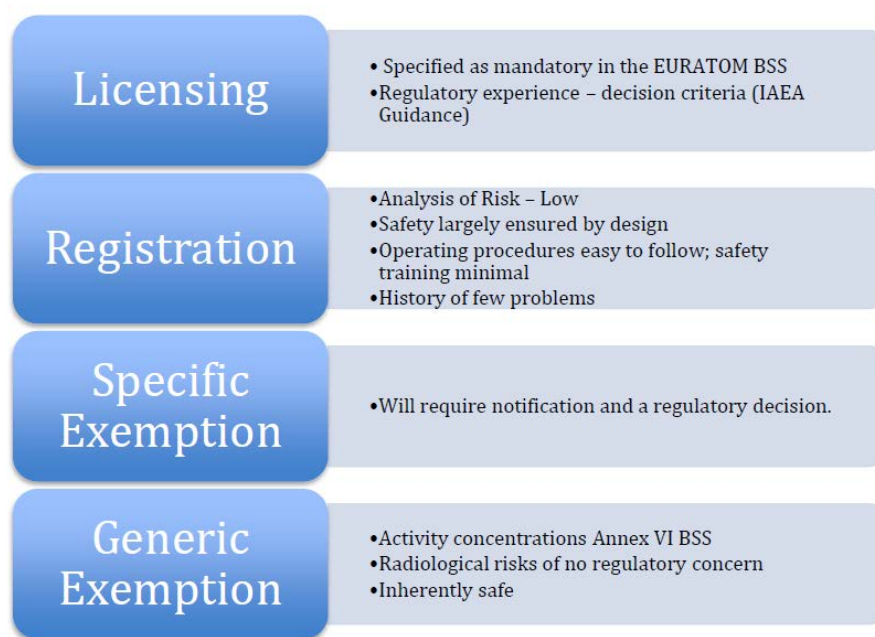 Licensing
• Specified as mandatory in the EURATOM BSS
•Regulatory experience – decision criteria (IAEA
Guidance)
Registration
•Analysis of Risk – Low
•Safety largely ensured by design
•Operating procedures easy to follow; safety
training minimal
•History of few problems
Specific
Exemption
•Will require notification and a regulatory decision.
Generic
Exemption
•Activity concentrations Annex VI BSS
•Radiological risks of no regulatory concern
•Inherently safe